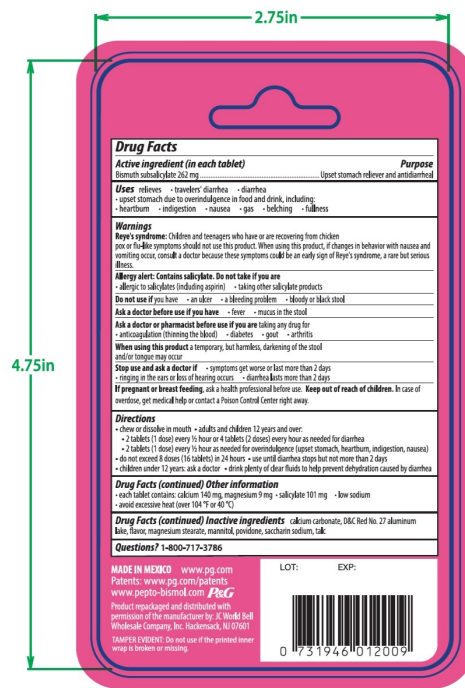 2.75in
4.75in
Drug Facts
Active ingredient (in each tablet) Purpose
Bismuth subsalicylate 262 mg ........ Upset stomach reliever and antidiarrheal
Uses relieves • travelers' diarrhea • diarrhea
• upset stomach due to overindulgence in food and drink, including:
• heartburn • indigestion • nausea • gas • belching • fullness
Warnings
Reye's syndrome: Children and teenagers who have or are recovering from chicken
pox or flu-like symptoms should not use this product. When using this product, if changes in behavior with nausea and
vomiting occur, consult a doctor because these symptoms could be an early sign of Reye's syndrome, a rare but serious
illness.
Allergy alert: Contains salicylate. Do not take if you are
• allergic to salicylates (including aspirin) • taking other salicylate products
Do not use if you have • an ulcer • a bleeding problem • bloody or black stool
Ask a doctor before use if you have • fever • mucus in the stool
Ask a doctor or pharmacist before use if you are taking any drug for
• anticoagulation (thinning the blood) • diabetes • gout • arthritis
When using this product a temporary, but harmless, darkening of the stool
and/or tongue may occur
Stop use and ask a doctor if • symptoms get worse or last more than 2 days
• ringing in the ears or loss of hearing occurs • diarrhea lasts more than 2 days
If pregnant or breast feeding, ask a health professional before use. Keep out of reach of children. In case of
overdose, get medical help or contact a Poison Control Center right away.
Directions
• chew or dissolve in mouth • adults and children 12 years and over:
• 2 tablets (1 dose) every ½ hour or 4 tablets (2 doses) every hour as needed for diarrhea
• 2 tablets (1 dose) every ½ hour as needed for overindulgence (upset stomach, heartburn, indigestion, nausea)
• do not exceed 8 doses (16 tablets) in 24 hours • use until diarrhea stops but not more than 2 days
• children under 12 years: ask a doctor • drink plenty of clear fluids to help prevent dehydration caused by diarrhea
Drug Facts (continued) Other information
• each tablet contains: calcium 140 mg, magnesium 9 mg • salicylate 101 mg • low sodium
• avoid excessive heat (over 104 °F or 40 °C)
Drug Facts (continued) Inactive ingredients calcium carbonate, D&C Red No. 27 aluminum
lake, flavor, magnesium stearate, mannitol, povidone, saccharin sodium, talc
Questions? 1-800-717-3786
MADE IN MEXICO www.pg.com
Patents: www.pg.com/patents
www.pepto-bismol.com P&G
Product repackaged and distributed with
permission of the manufacturer by: JC World Bell
Wholesale Company, Inc. Hackensack, NJ 07601
TAMPER EVIDENT: Do not use if the printed inner
wrap is broken or missing.
LOT: EXP:
0 731946 012009